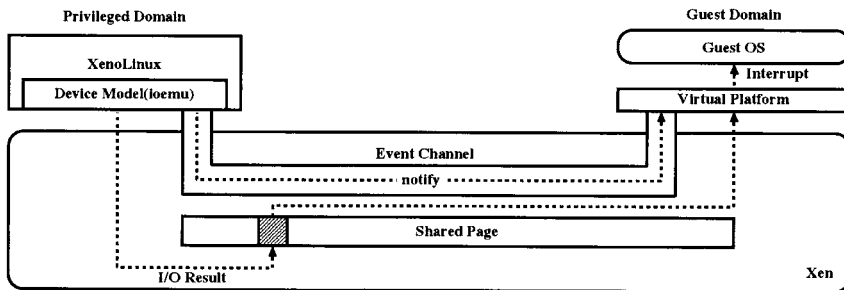 Privileged Domain
Guest Domain
XenoLinux
Guest OS
Device Model(ioemu)
Interrupt
Virtual Platform
Event Channel
notify
Shared Page
I/O Result
Xen